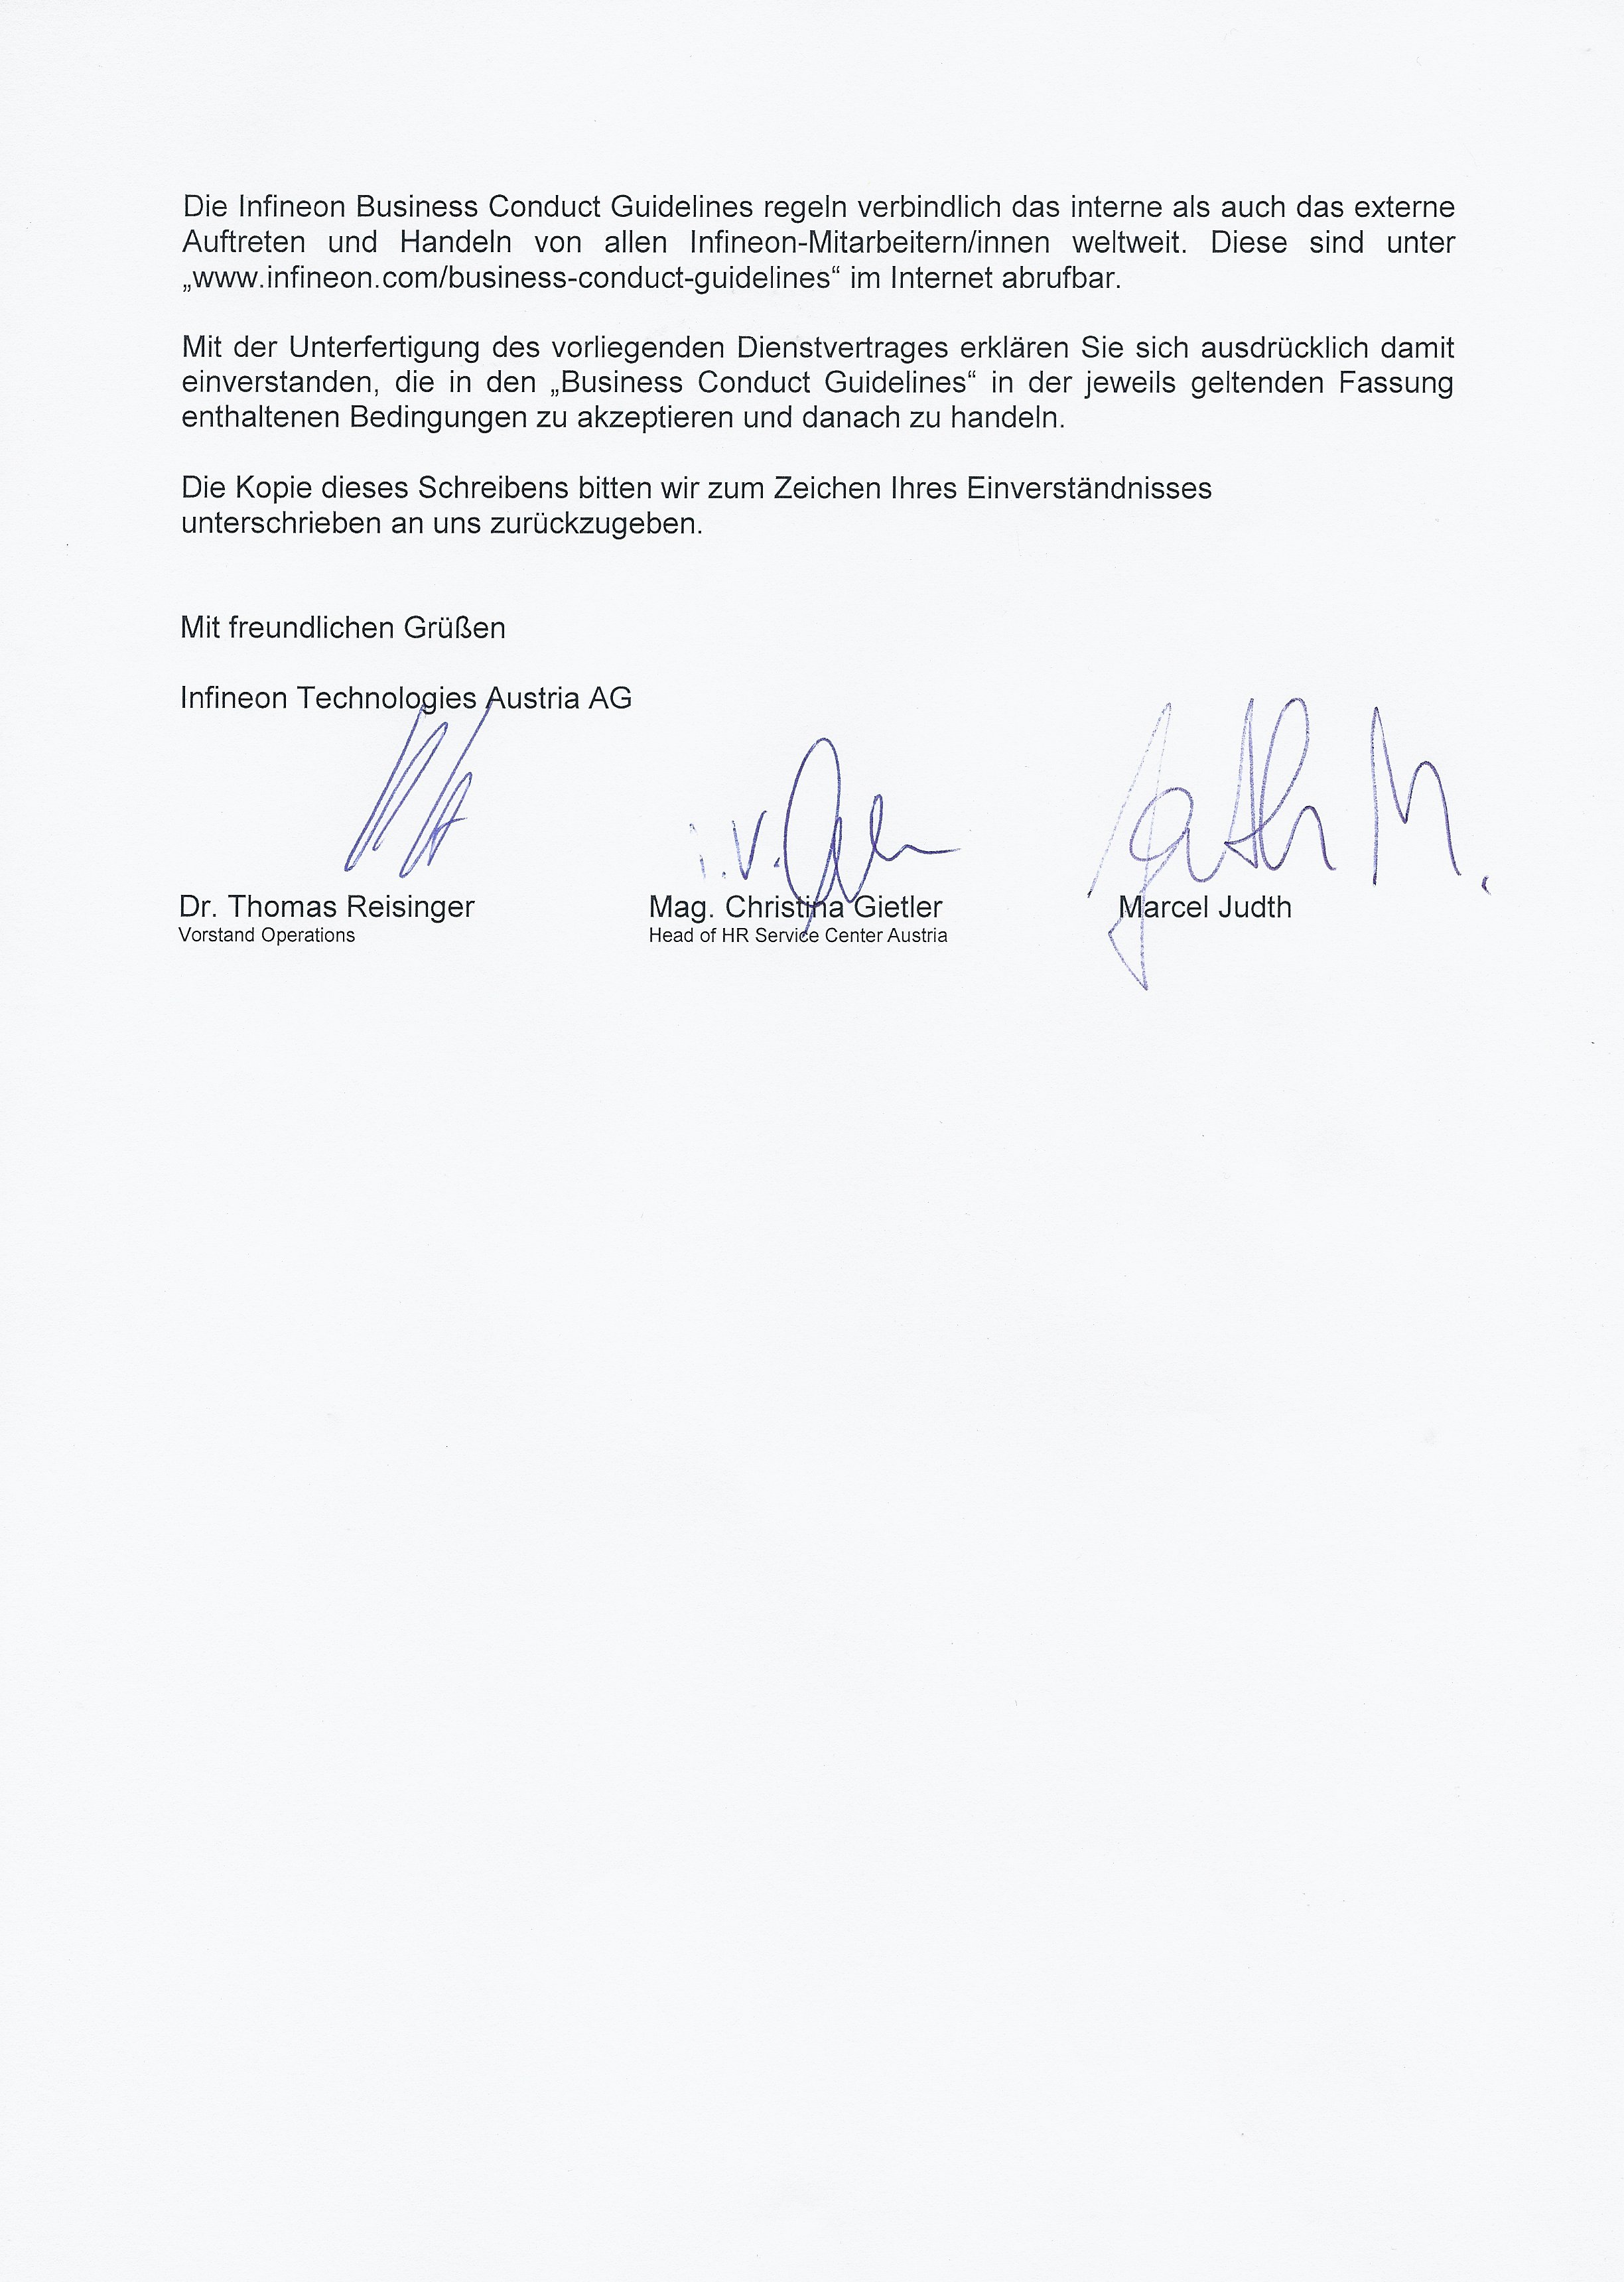 Die Infineon Business Conduct Guidelines regeln verbindlich das interne als auch das externe
Auftreten und Handeln von allen Infineon-Mitarbeitern/innen weltweit. Diese sind unter
„www.infineon.com/business-conduct-guidelines“ im Internet abrufbar.
Mit der Unterfertigung des vorliegenden Dienstvertrages erklären Sie sich ausdrücklich damit
einverstanden, die in den „Business Conduct Guidelines“ in der jeweils geltenden Fassung
enthaltenen Bedingungen zu akzeptieren und danach zu handeln.
Die Kopie dieses Schreibens bitten wir zum Zeichen Ihres Einverständnisses
unterschrieben an uns zurückzugeben.
Mit freundlichen Grüßen
Infineon Technologies Austria AG
i.V. Judth M.
Dr. Thomas Reisinger Mag. Christina Gietler Marcel Judth
Vorstand Operations Head of HR Service Center Austria